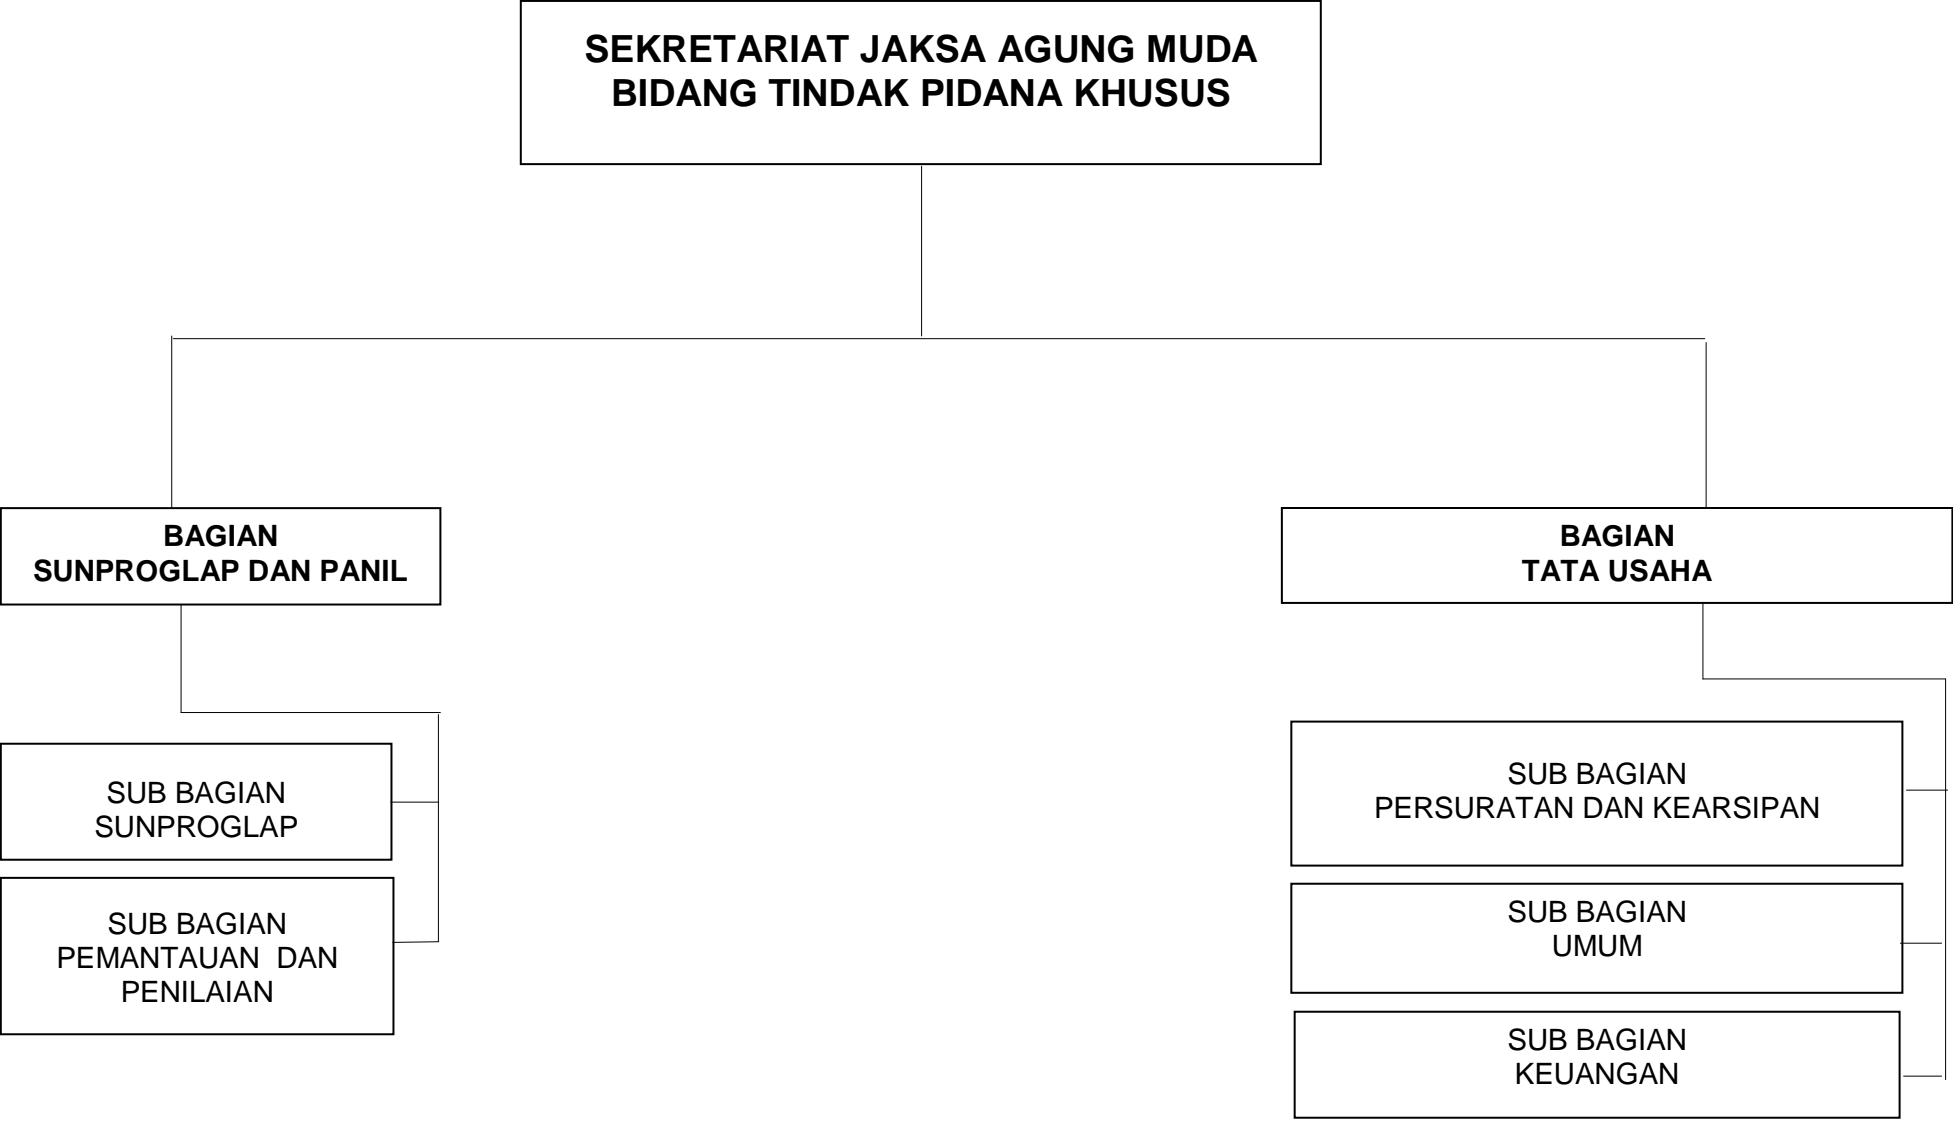 SEKRETARIAT JAKSA AGUNG MUDA
BIDANG TINDAK PIDANA KHUSUS
BAGIAN
SUNPROGLAP DAN PANIL
BAGIAN
TATA USAHA
SUB BAGIAN
SUNPROGLAP
SUB BAGIAN
PEMANTAUAN  DAN
PENILAIAN
SUB BAGIAN
PERSURATAN DAN KEARSIPAN
SUB BAGIAN
UMUM
SUB BAGIAN
KEUANGAN